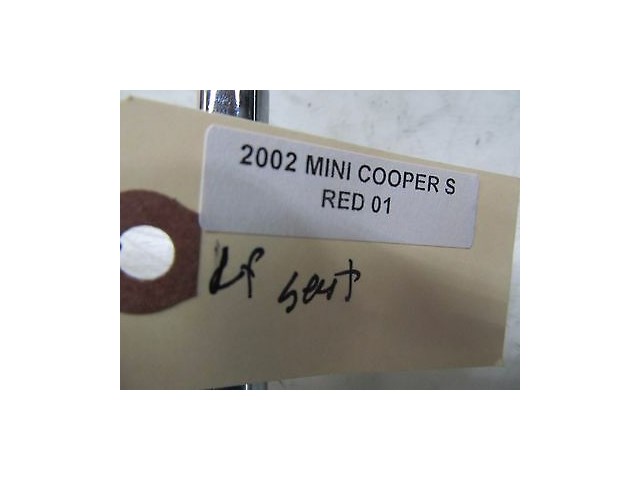 2002 MINI COOPER S
RED 01
Lf seat